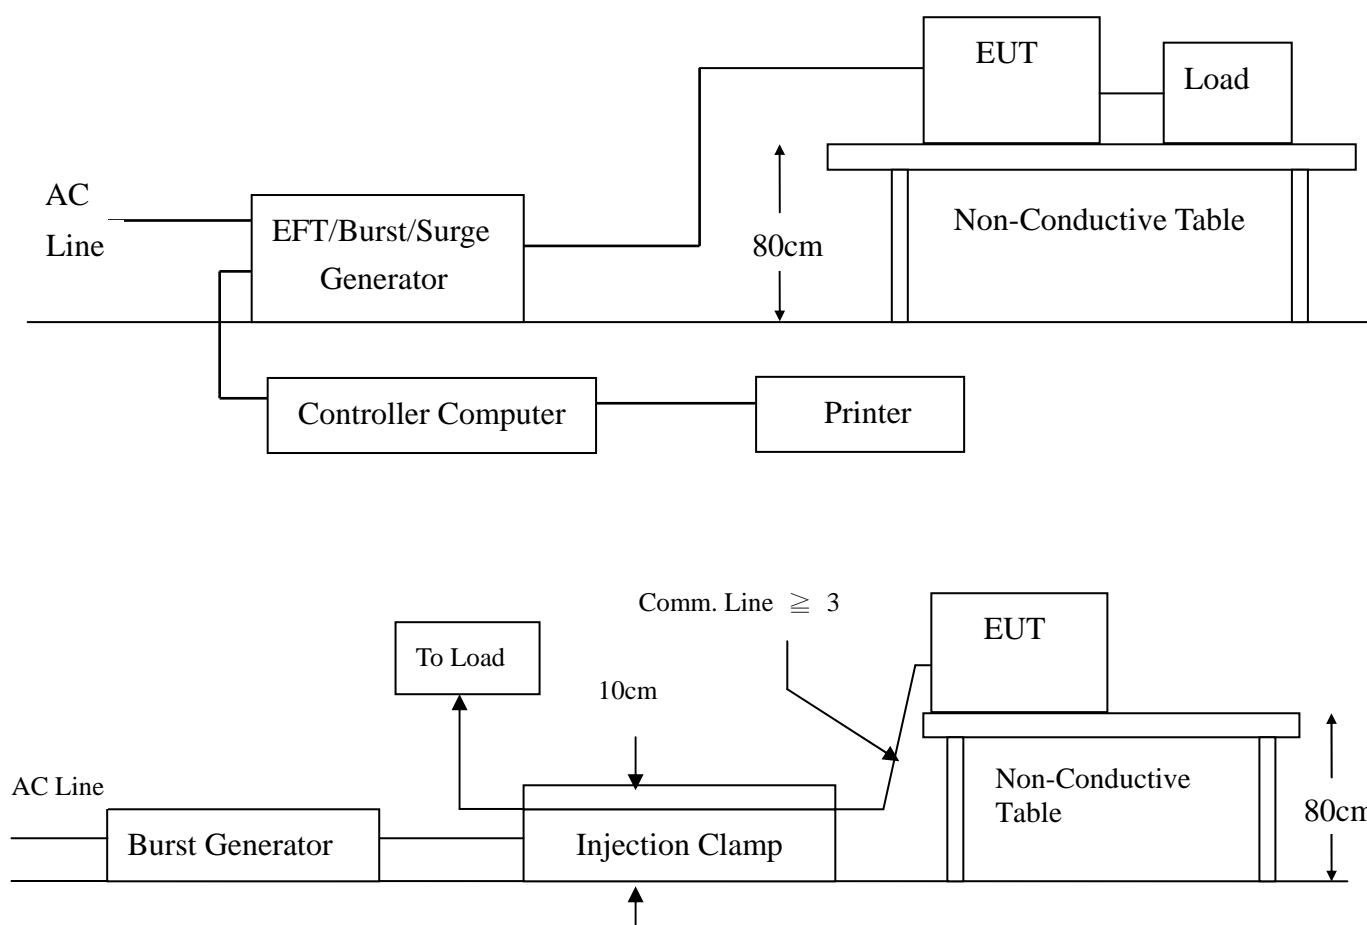 EUT
Load
AC
Line
EFT/Burst/Surge
Generator
80cm
Non-Conductive Table
Controller Computer
Printer
Comm. Line ≧ 3
EUT
To Load
10cm
AC Line
Burst Generator
Injection Clamp
Non-Conductive
Table
80cm